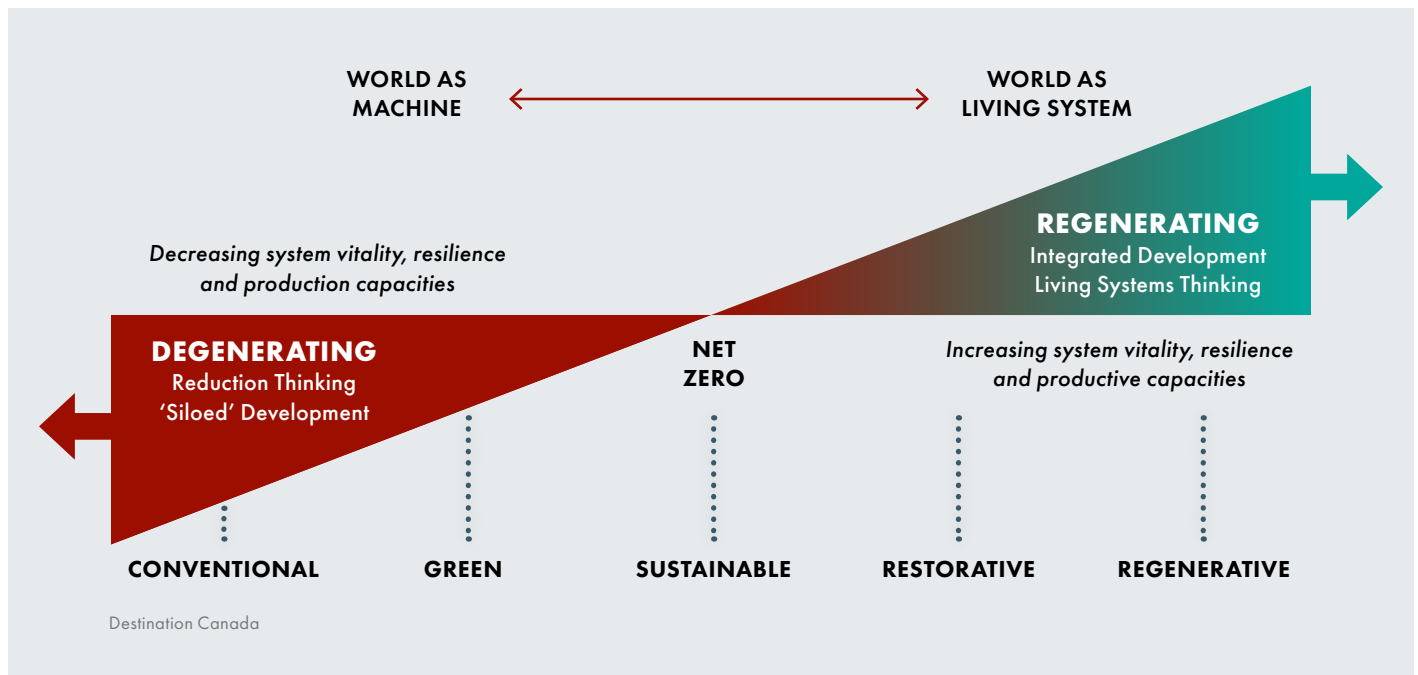 WORLD AS
MACHINE
WORLD AS
LIVING SYSTEM
Decreasing system vitality, resilience
and production capacities
REGENERATING
Integrated Development
Living Systems Thinking
DEGENERATING
Reduction Thinking
‘Siloed’ Development
NET
ZERO
Increasing system vitality, resilience
and productive capacities
CONVENTIONAL
GREEN
SUSTAINABLE
RESTORATIVE
REGENERATIVE
Destination Canada